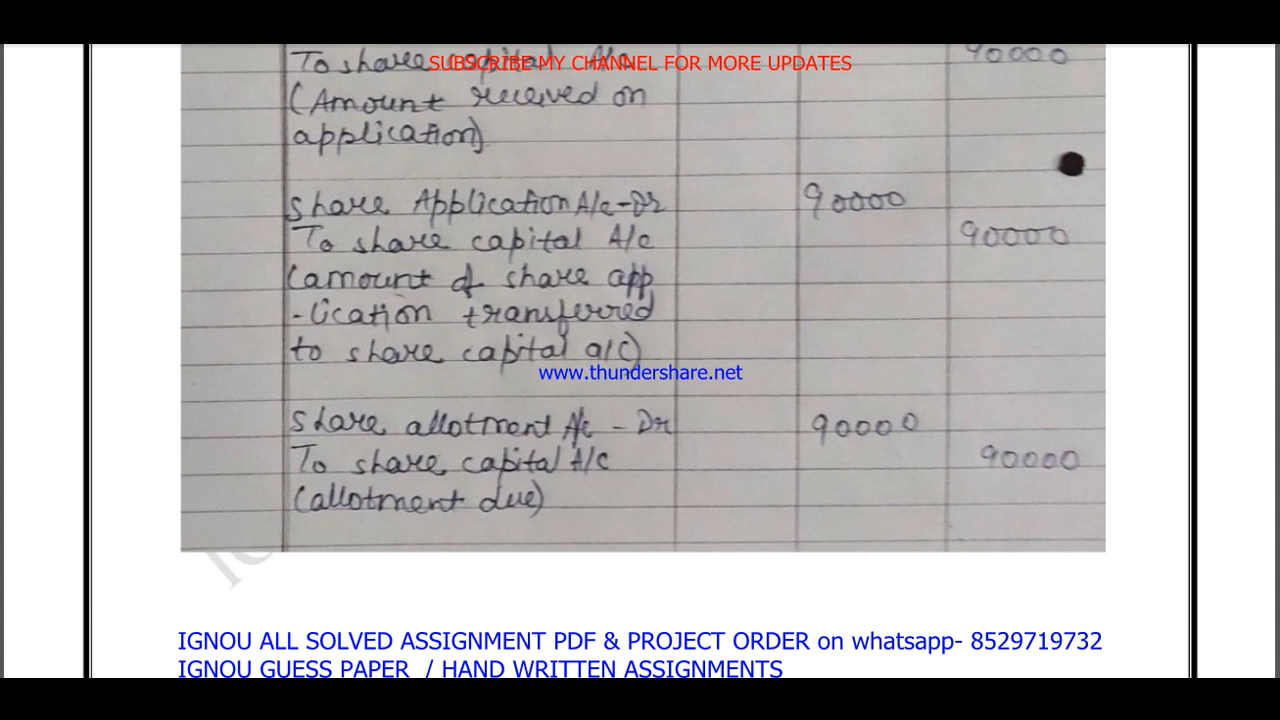 To share capital A/c
90000
SUBSCRIBE MY CHANNEL FOR MORE UPDATES
(Amount received on
application)
share Application A/c - Dr 90000
To share capital A/c 90000
(amount of share app
-lication transferred
to share capital a/c)
www.thundershare.net
share allotment A/c - Dr 90000
To share capital A/c 90000
(allotment due)
IGNOU ALL SOLVED ASSIGNMENT PDF & PROJECT ORDER on whatsapp- 8529719732
IGNOU GUESS PAPER / HAND WRITTEN ASSIGNMENTS